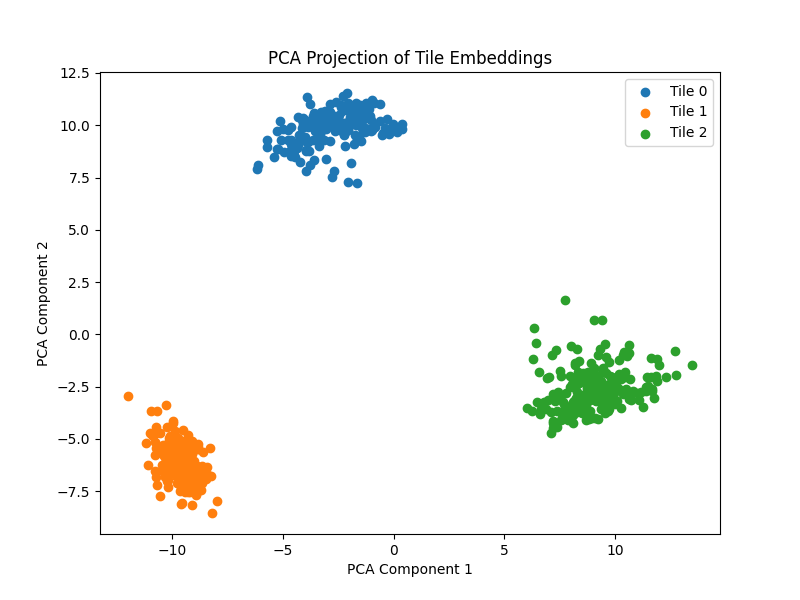 PCA Projection of Tile Embeddings
12.5
10.0
7.5
5.0
2.5
0.0
−2.5
−5.0
−7.5
PCA Component 2
Tile 0
Tile 1
Tile 2
−10
−5
0
5
10
PCA Component 1